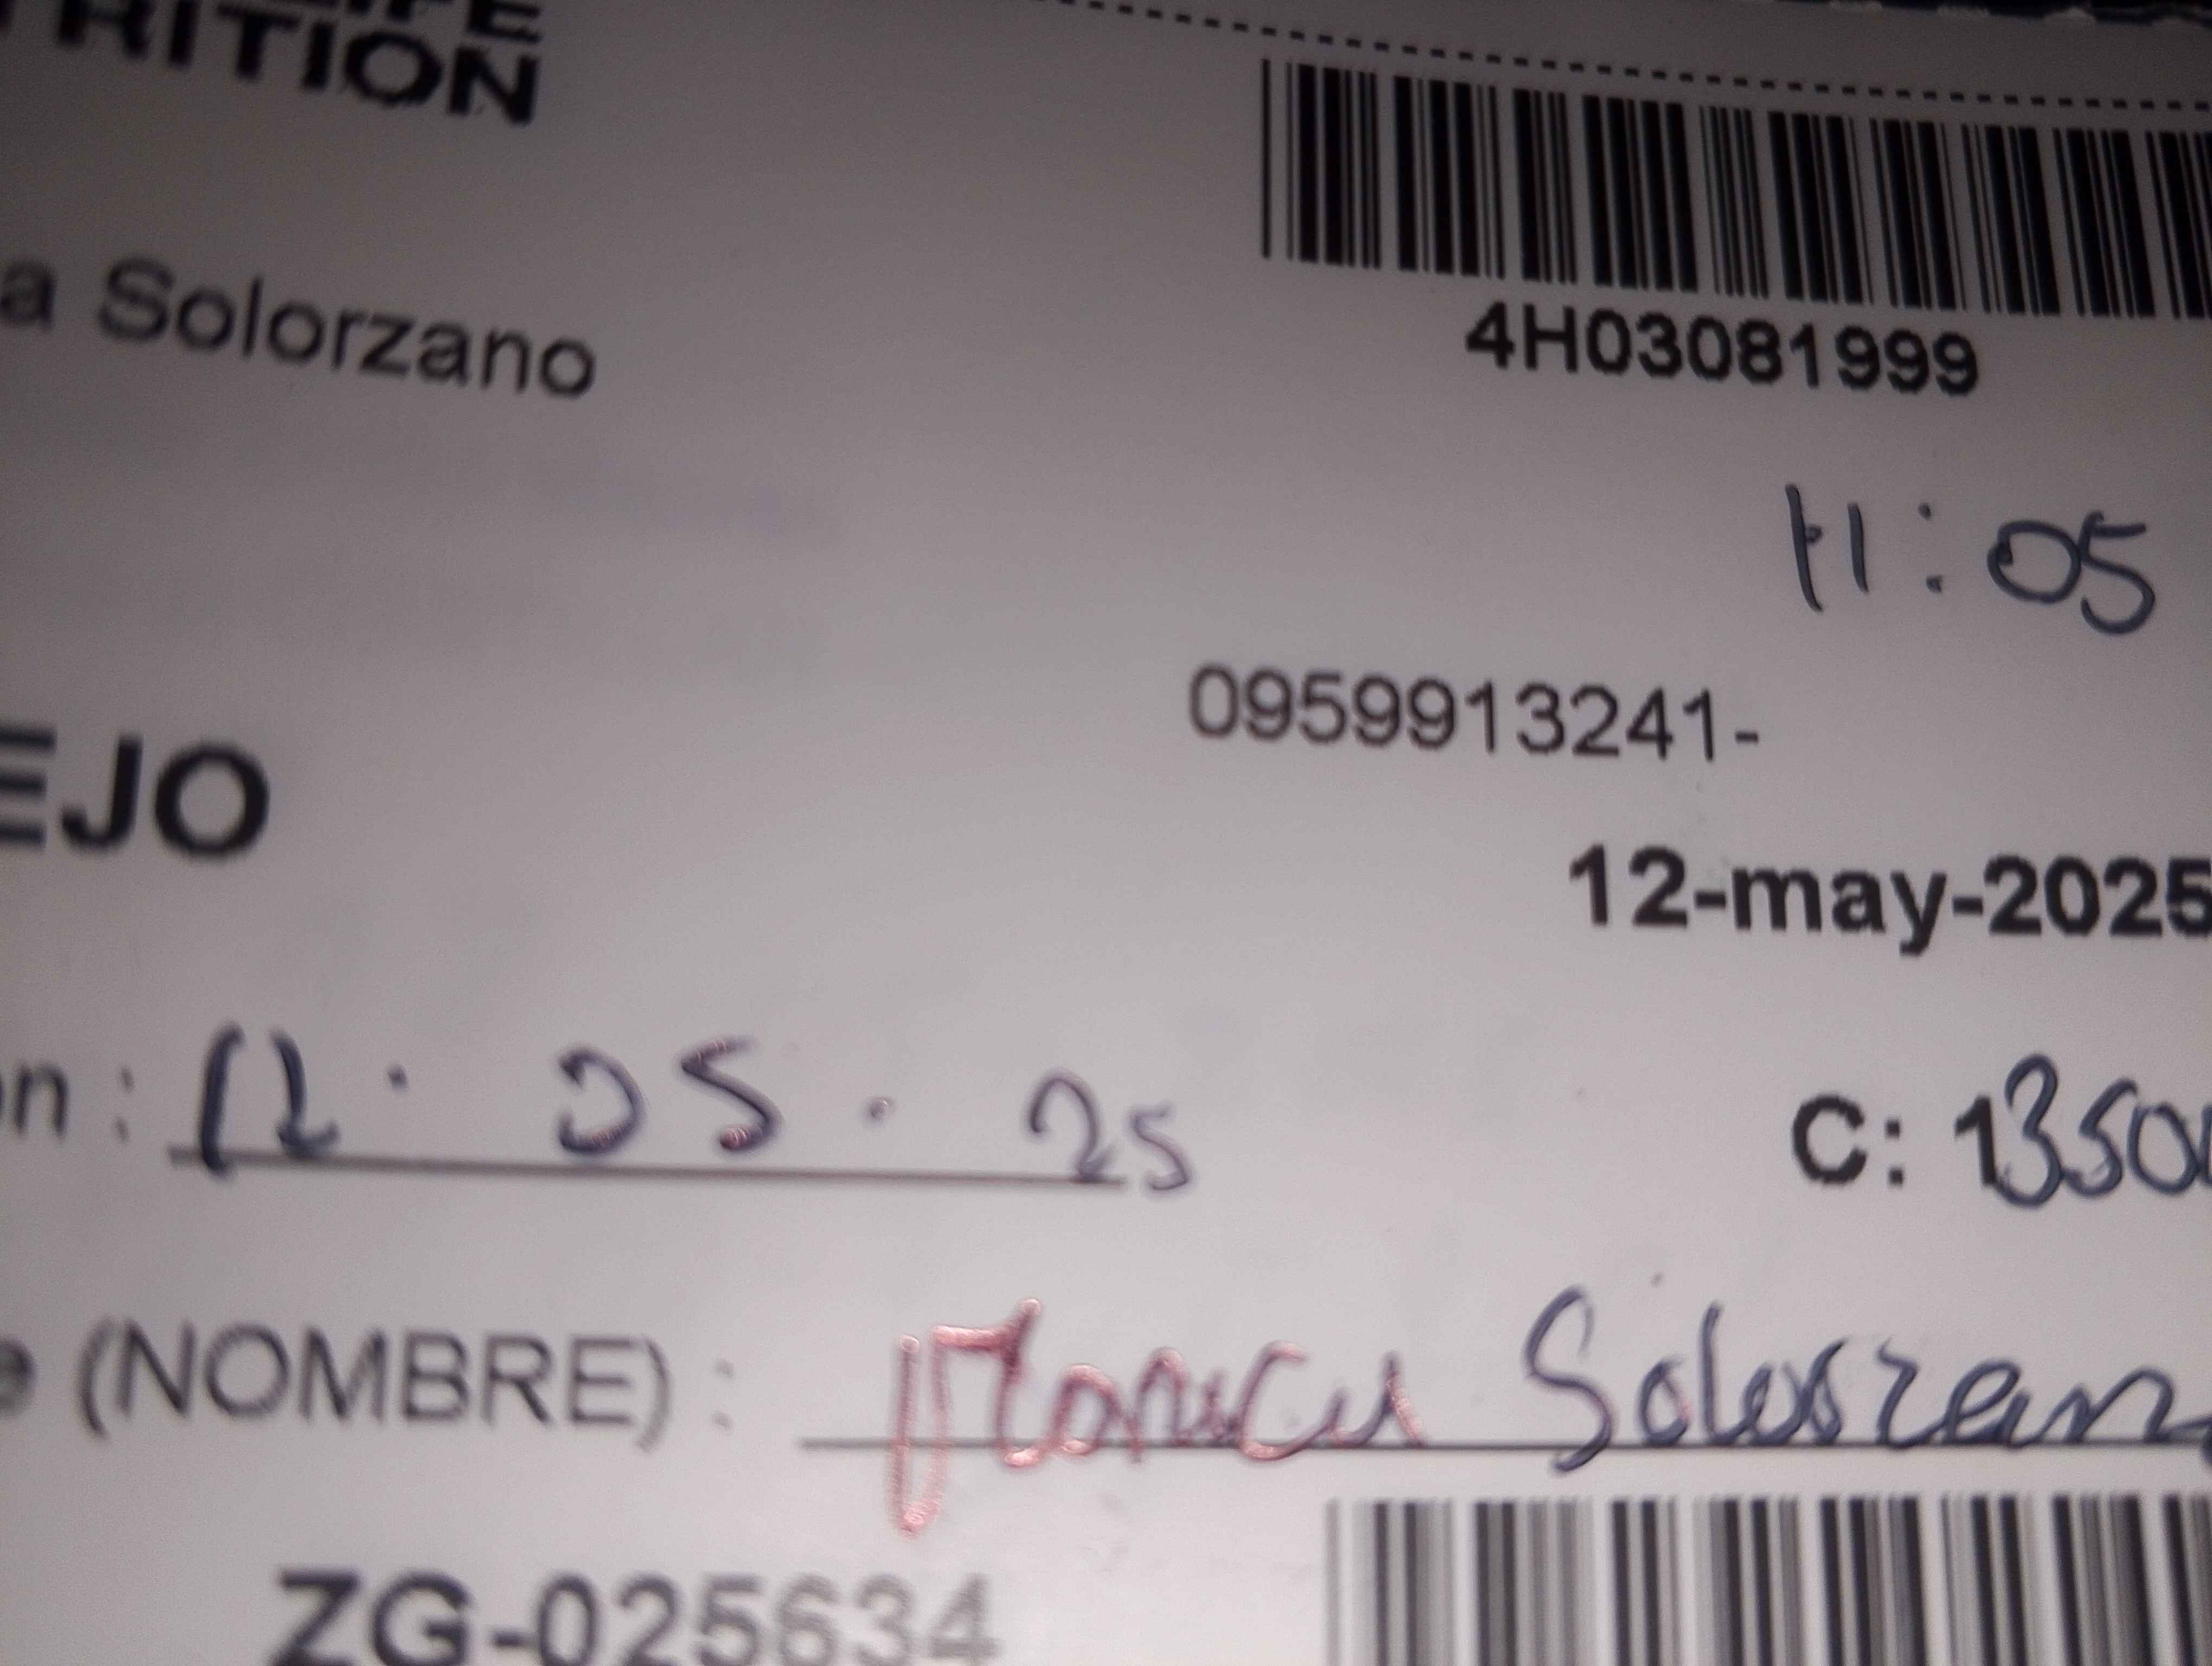 IFE
RITION
4H03081999
a Solorzano
11:05
0959913241-
EJO
12-may-2025
n: 12. 05. 25
C: 1350
(NOMBRE): Monica Solorzano
ZG-025634